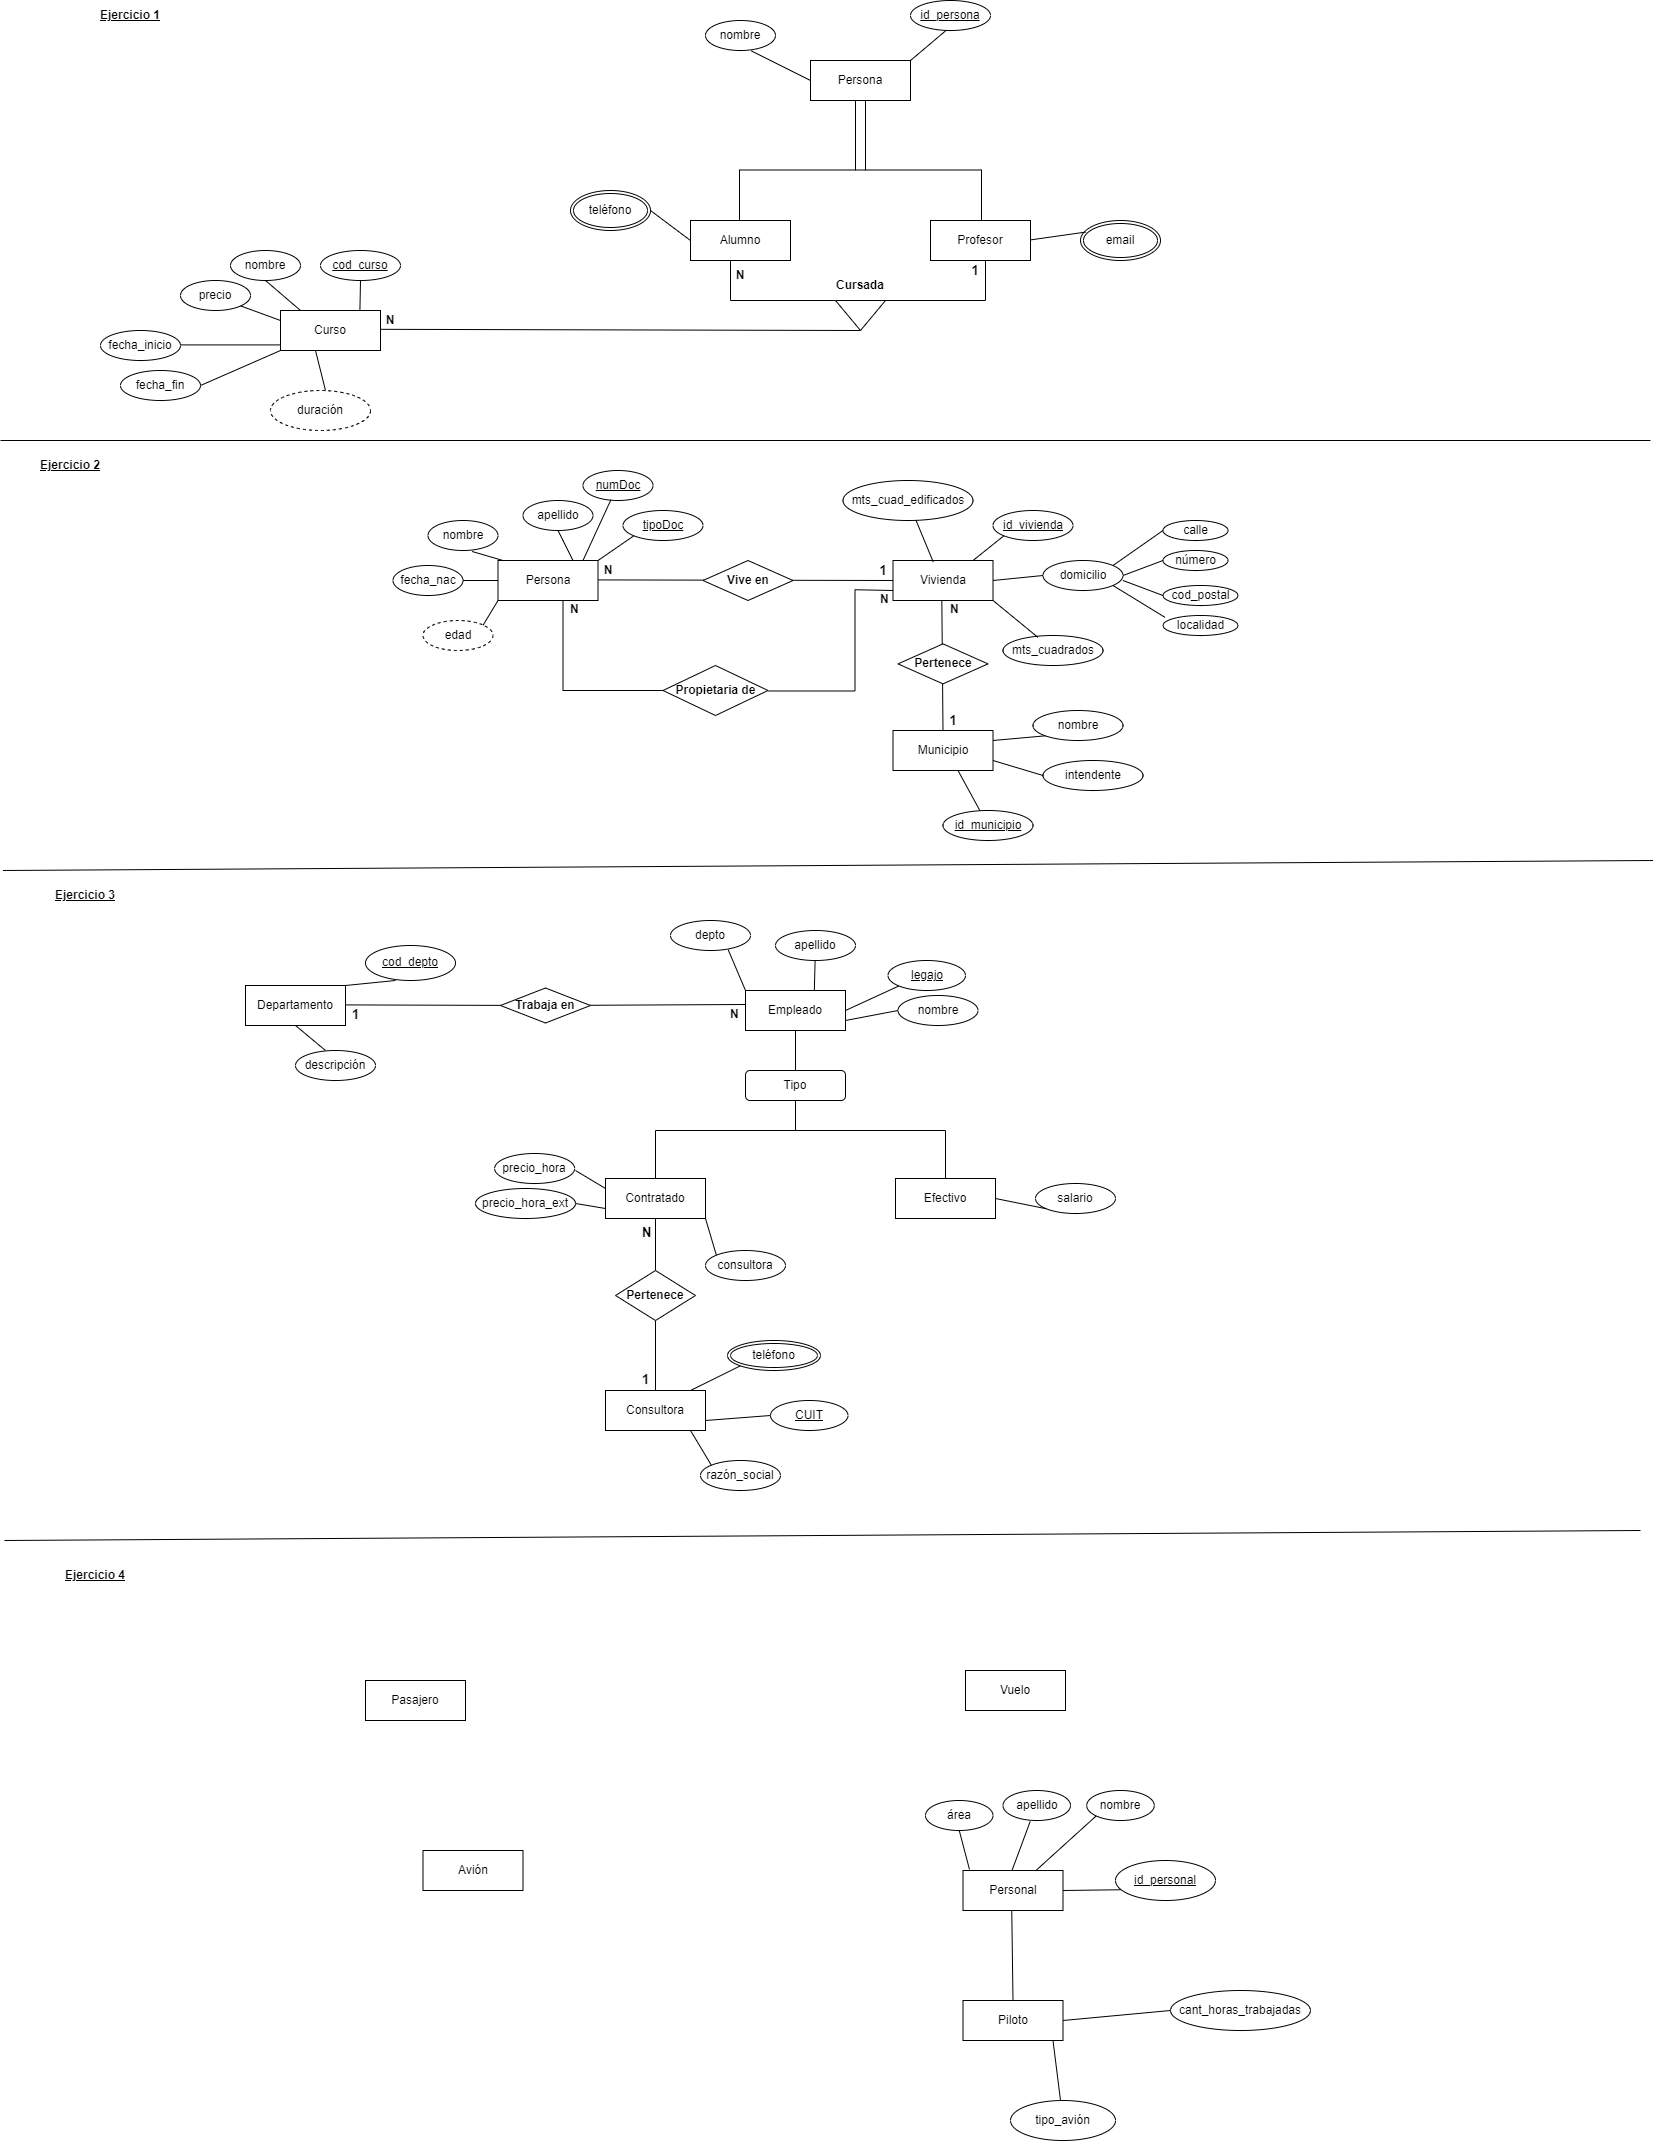 Ejercicio 1
id_persona
nombre
Persona
teléfono
Alumno
Profesor
email
N
1
Cursada
nombre
cod_curso
precio
Curso
N
fecha_inicio
fecha_fin
duración
Ejercicio 2
numDoc
apellido
tipoDoc
nombre
fecha_nac
Persona
edad
N
N
Vive en
Propietaria de
mts_cuad_edificados
id_vivienda
1
N
Vivienda
N
domicilio
calle
número
cod_postal
localidad
mts_cuadrados
Pertenece
1
Municipio
nombre
intendente
id_municipio
Ejercicio 3
cod_depto
Departamento
1
descripción
Trabaja en
depto
apellido
legajo
nombre
N
Empleado
Tipo
precio_hora
precio_hora_ext
Contratado
N
consultora
Efectivo
salario
Pertenece
1
teléfono
Consultora
CUIT
razón_social
Ejercicio 4
Pasajero
Vuelo
Avión
área
apellido
nombre
Personal
id_personal
Piloto
cant_horas_trabajadas
tipo_avión